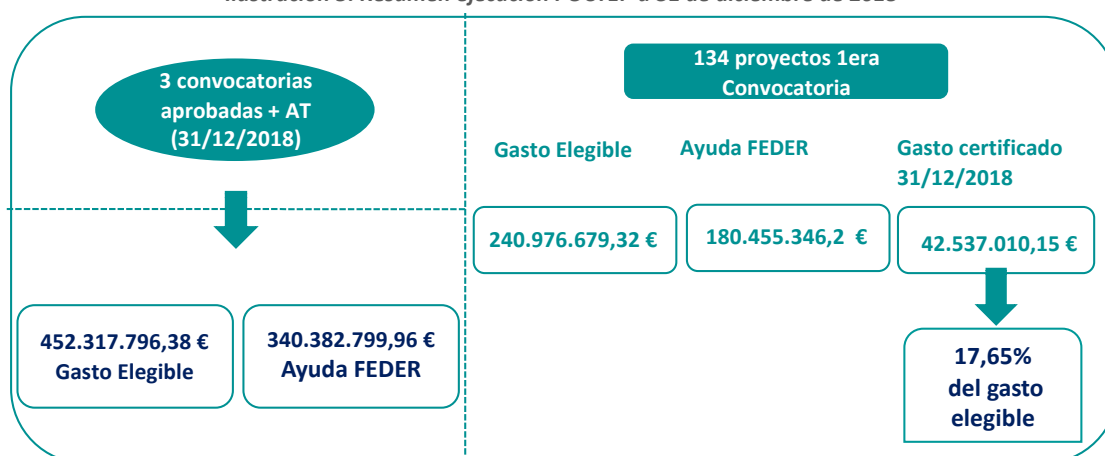 3 convocatorias
aprobadas + AT
(31/12/2018)
452.317.796,38 €
Gasto Elegible
340.382.799,96 €
Ayuda FEDER
134 proyectos 1era
Convocatoria
Gasto Elegible
Ayuda FEDER
Gasto certificado
31/12/2018
240.976.679,32 €
180.455.346,2 €
42.537.010,15 €
17,65%
del gasto
elegible